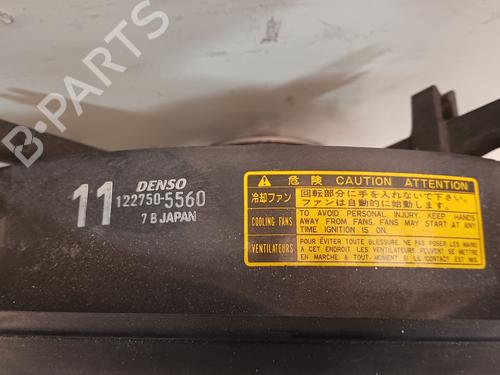 B-PARTS
11
DENSO
122750-5560
7 B JAPAN
⚠ 危険 CAUTION ATTENTION
冷却ファン
回転部分に手を入れないで下さい。
ファンは自動的に始動します。
COOLING FANS
TO AVOID PERSONAL INJURY, KEEP HANDS
AWAY FROM FANS. FANS MAY START AT ANY
TIME IGNITION IS ON.
VENTILATEURS
POUR ÉVITER TOUTE BLESSURE, NE PAS POSER LES MAINS
A CET ENDROIT. LES VENTILATEURS PEUVENT SE METTRE
EN MARCHE A TOUT MOMENT SI LE CONTACT EST MIS.